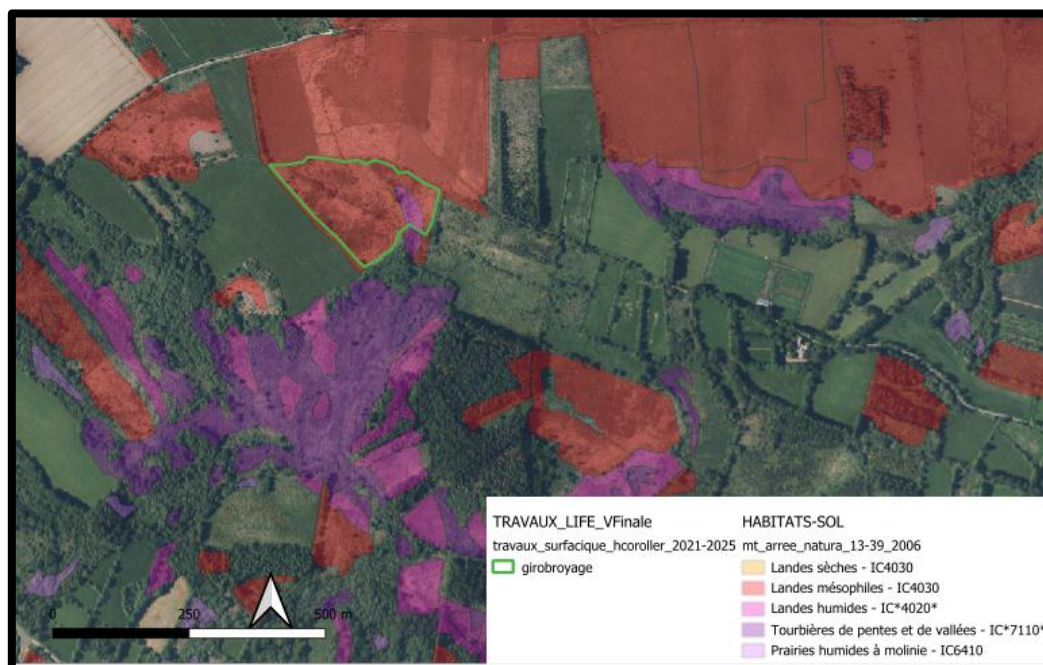 TRAVAUX_LIFE_VFinale
travaux_surfacique_hcoroller_2021-2025
girobroyage
HABITATS-SOL
mt_arree_natura_13-39_2006
Landes sèches - IC4030
Landes mésophiles - IC4030
Landes humides - IC*4020*
Tourbières de pentes et de vallées - IC*7110*
Prairies humides à molinie - IC6410
250
500 m